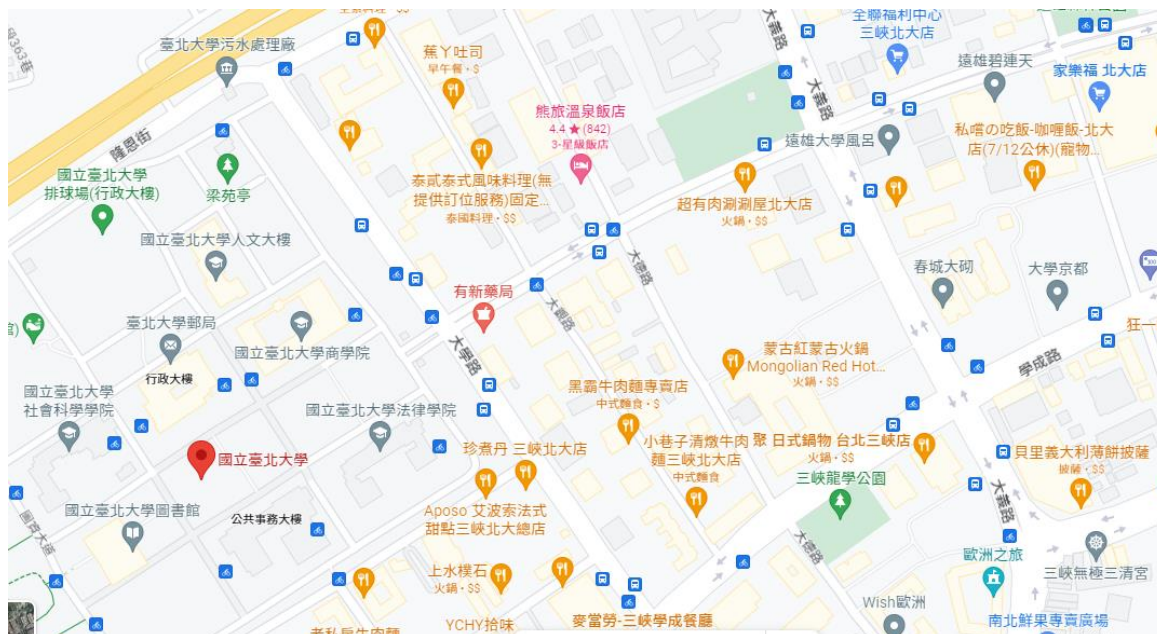 大義路
全聯福利中心
三峽北大店
臺北大學污水處理廠
蕉丫吐司
早午餐・$
遠雄碧連天
家樂福 北大店
熊旅溫泉飯店
4.4 ★ (842)
3-星級飯店
大義路
隆恩街
遠雄大學風呂
私嚐の吃飯-咖哩飯-北大
店(7/12公休)(寵物...
國立臺北大學
排球場(行政大樓)
梁苑亭
泰貳泰式風味料理(無
提供訂位服務)固定...
泰國料理・$$
超有肉涮涮屋北大店
火鍋・$$
國立臺北大學人文大樓
大德路
春城大砌
大學京都
有新藥局
臺北大學郵局
行政大樓
國立臺北大學商學院
大學路
蒙古紅蒙古火鍋
Mongolian Red Hot...
火鍋・$$
狂一
學成路
國立臺北大學
社會科學學院
國立臺北大學法律學院
黑霸牛肉麵專賣店
中式麵食・$
珍煮丹 三峽北大店
小巷子清燉牛肉
麵三峽北大店
中式麵食
聚 日式鍋物 台北三峽店
火鍋・$$
貝里義大利薄餅披薩
披薩・$$
國立臺北大學
三峽龍學公園
大義路
國立臺北大學圖書館
公共事務大樓
Aposo 艾波索法式
甜點三峽北大總店
大德路
歐洲之旅
三峽無極三清宮
上水樸石
火鍋・$$
Wish歐洲
YCHY拾味
麥當勞-三峽學成餐廳
南北鮮果專賣廣場